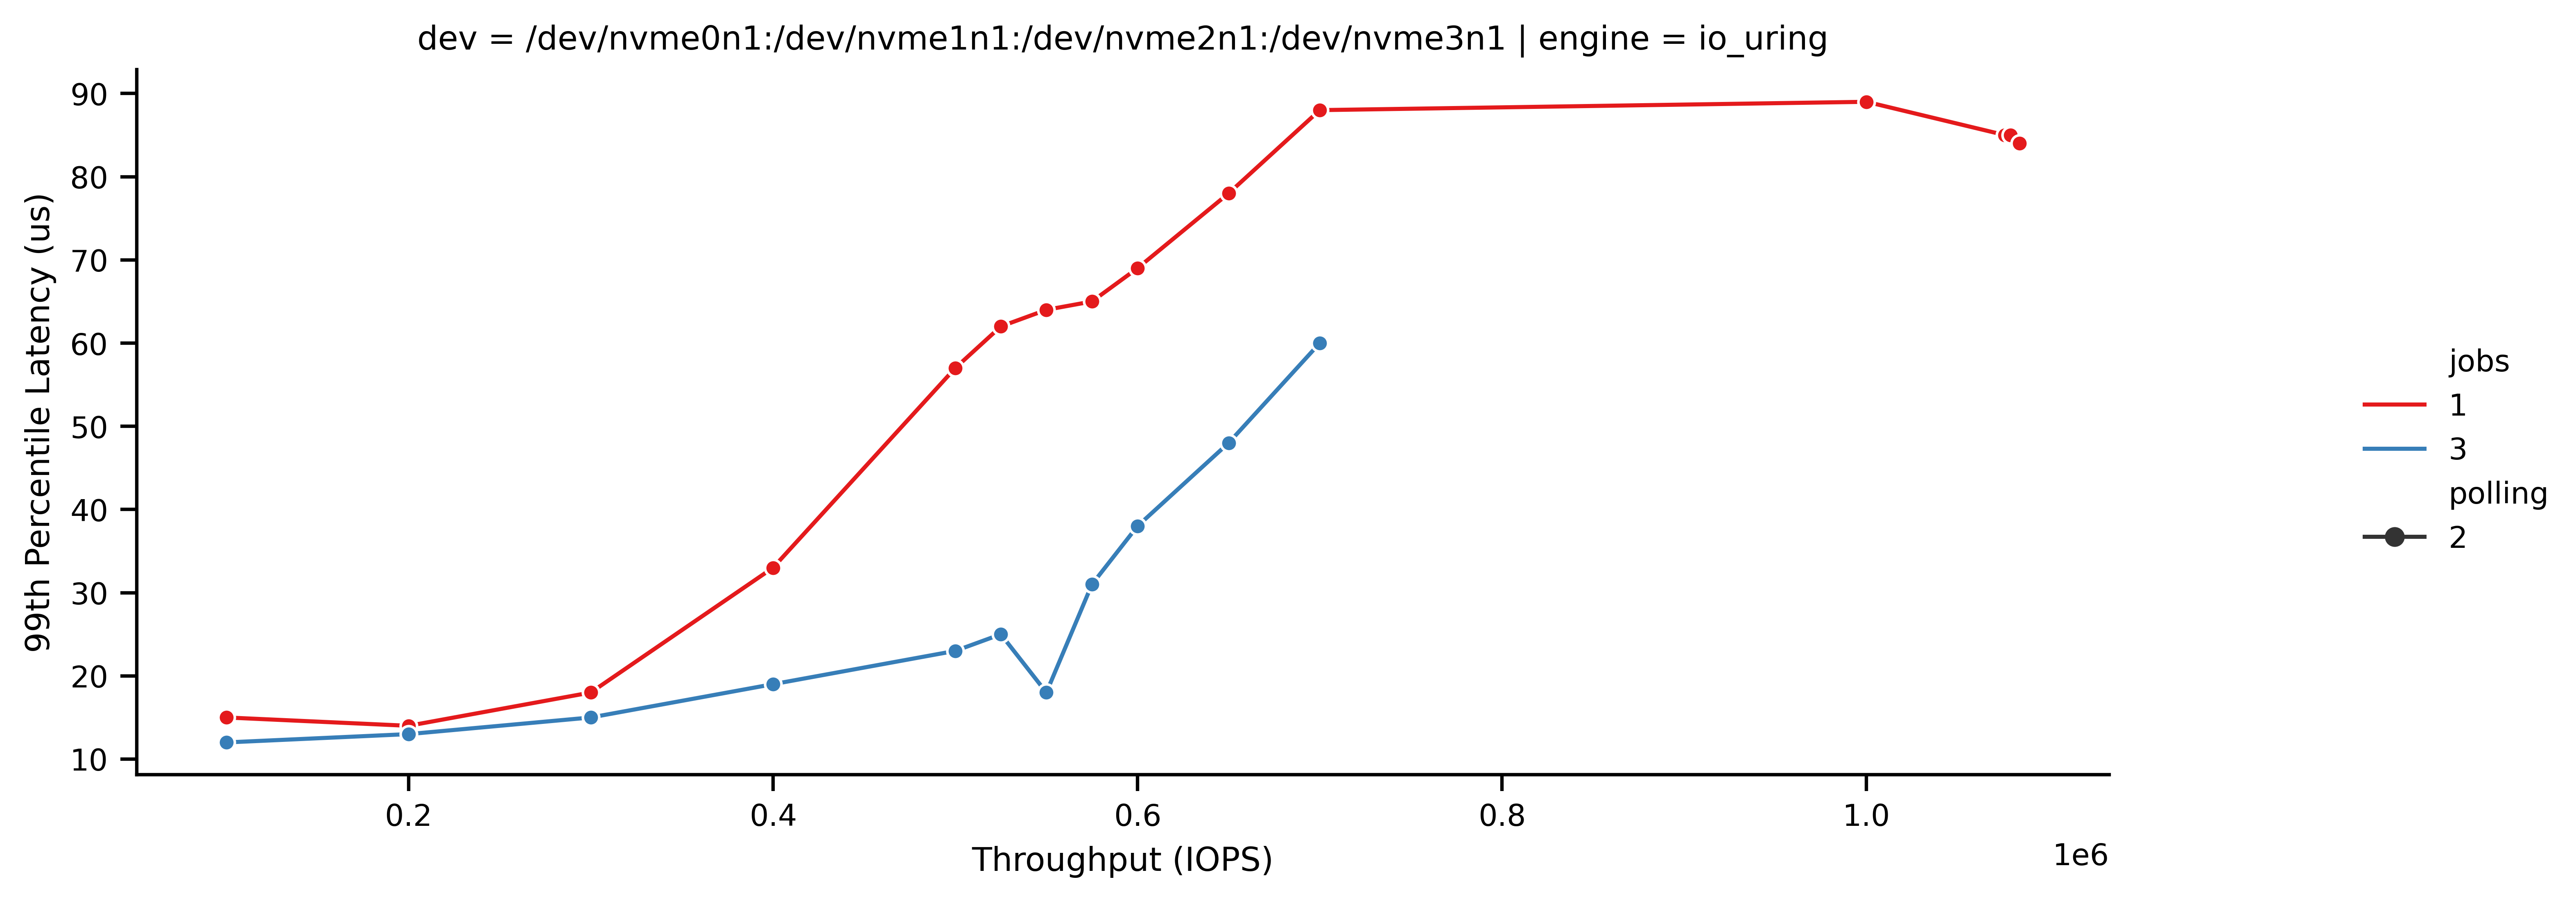 dev = /dev/nvme0n1:/dev/nvme1n1:/dev/nvme2n1:/dev/nvme3n1 | engine = io_uring
99th Percentile Latency (us)
90
80
70
60
50
40
30
20
10
0.2
0.4
0.6
0.8
1.0
1e6
Throughput (IOPS)
jobs
1
3
polling
2